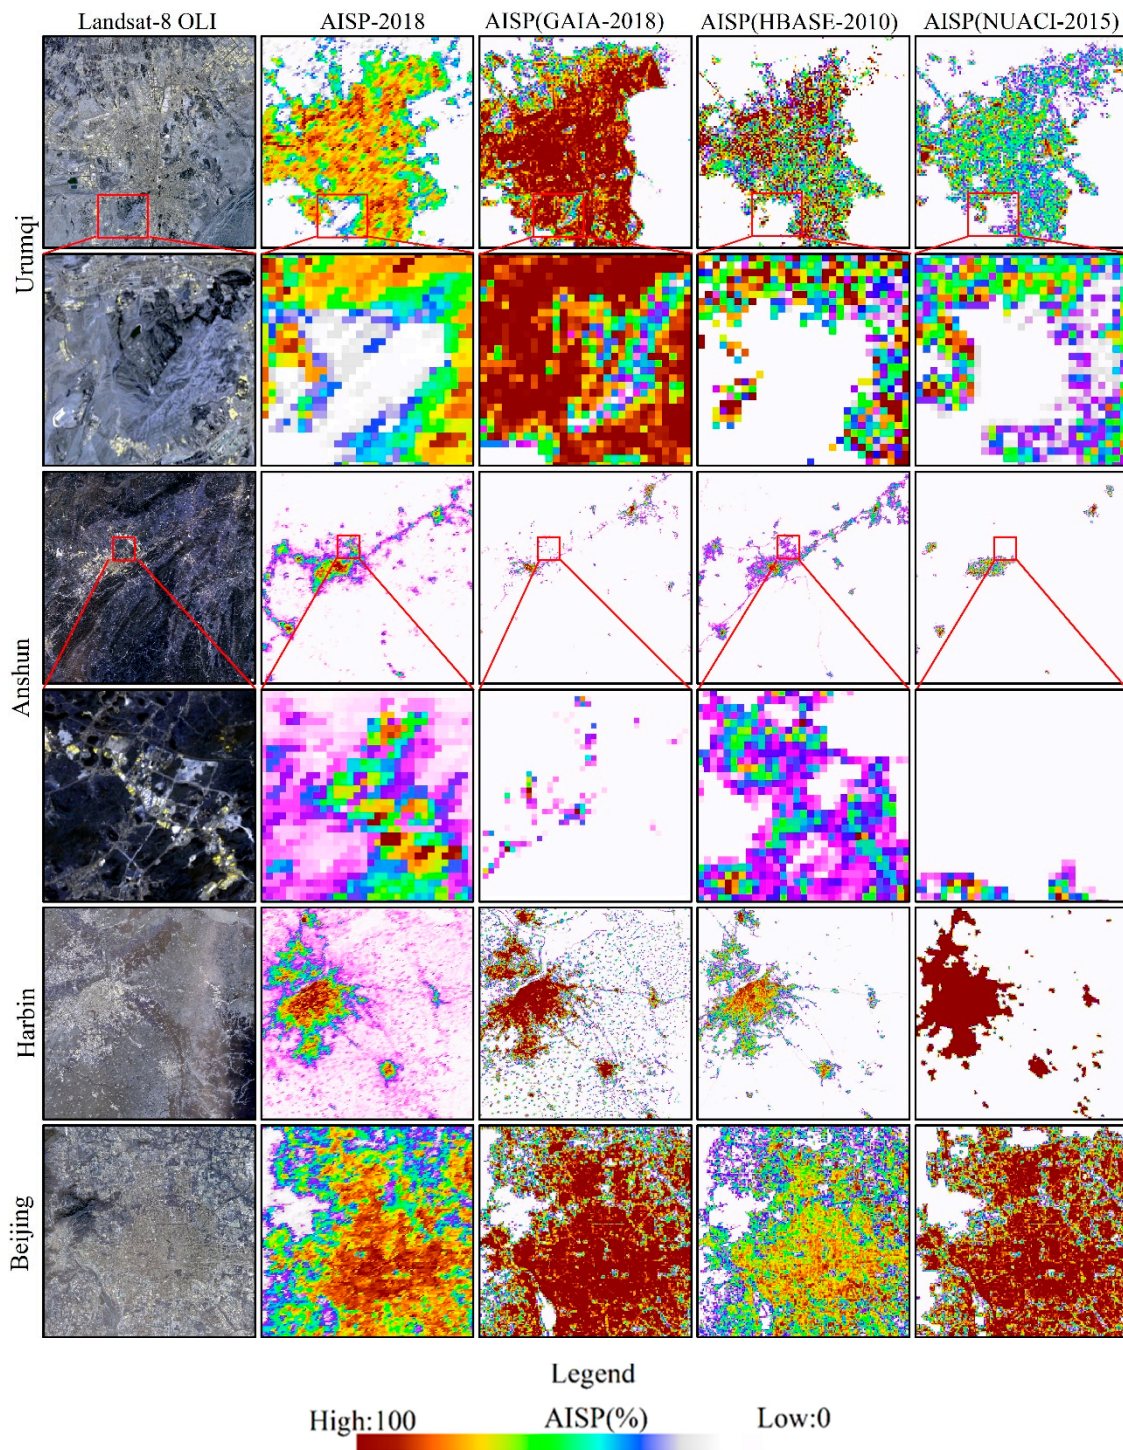 Landsat-8 OLI AISP-2018 AISP(GAIA-2018) AISP(HBASE-2010) AISP(NUACI-2015)
Urumqi
Anshun
Harbin
Beijing
Legend
High:100 AISP(%) Low:0